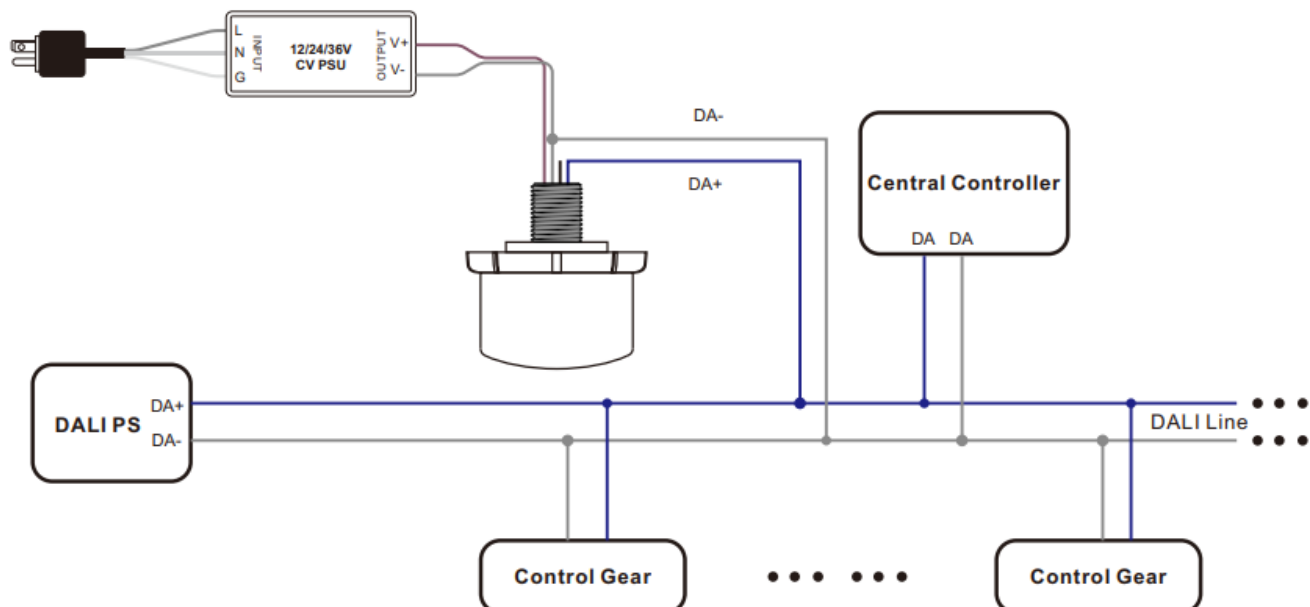 L
N
G
INPUT
12/24/36V
CV PSU
OUTPUT
V+
V-
DA-
DA+
Central Controller
DA DA
DALI PS
DA+
DA-
DALI Line
Control Gear
Control Gear